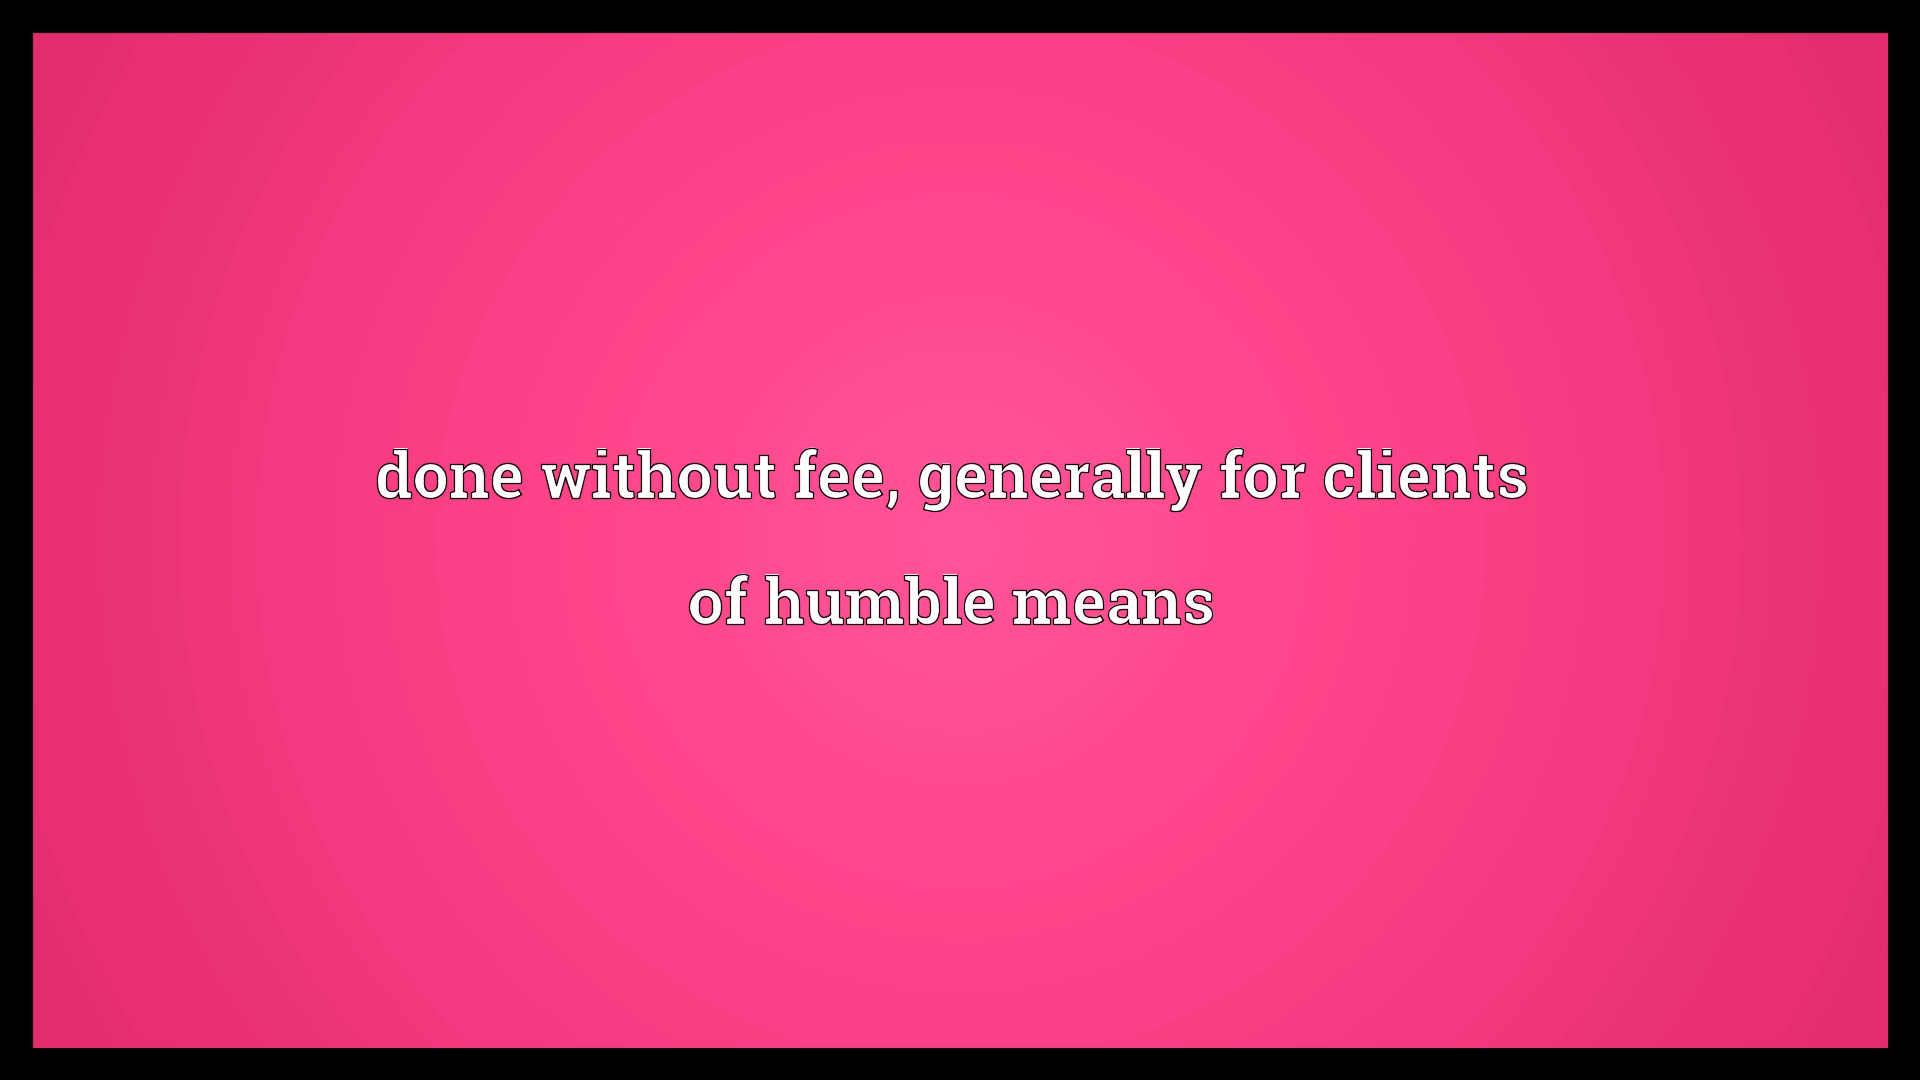 done without fee, generally for clients
of humble means